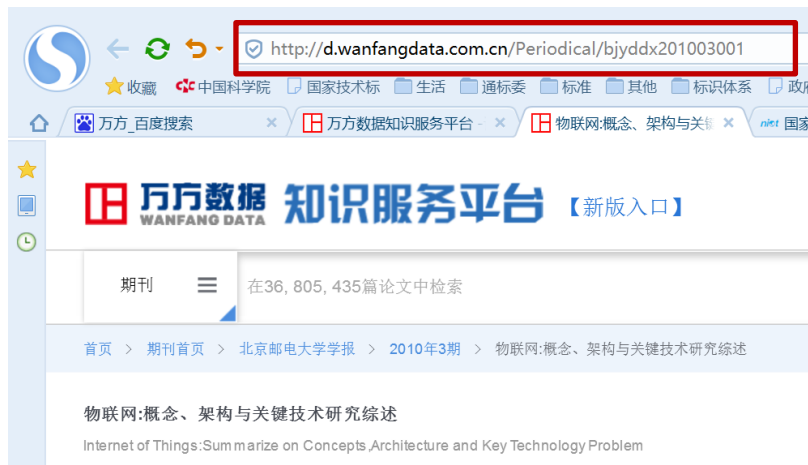 http://d.wanfangdata.com.cn/Periodical/bjyddx201003001
收藏 中国科学院 国家技术标 生活 通标委 标准 其他 标识体系 政府
万方_百度搜索 万方数据知识服务平台 - 物联网:概念、架构与关键 nist 国家
万方数据 WANFANG DATA 知识服务平台 【新版入口】
期刊 在36, 805, 435篇论文中检索
首页 > 期刊首页 > 北京邮电大学学报 > 2010年3期 > 物联网:概念、架构与关键技术研究综述
物联网:概念、架构与关键技术研究综述
Internet of Things:Summarize on Concepts,Architecture and Key Technology Problem